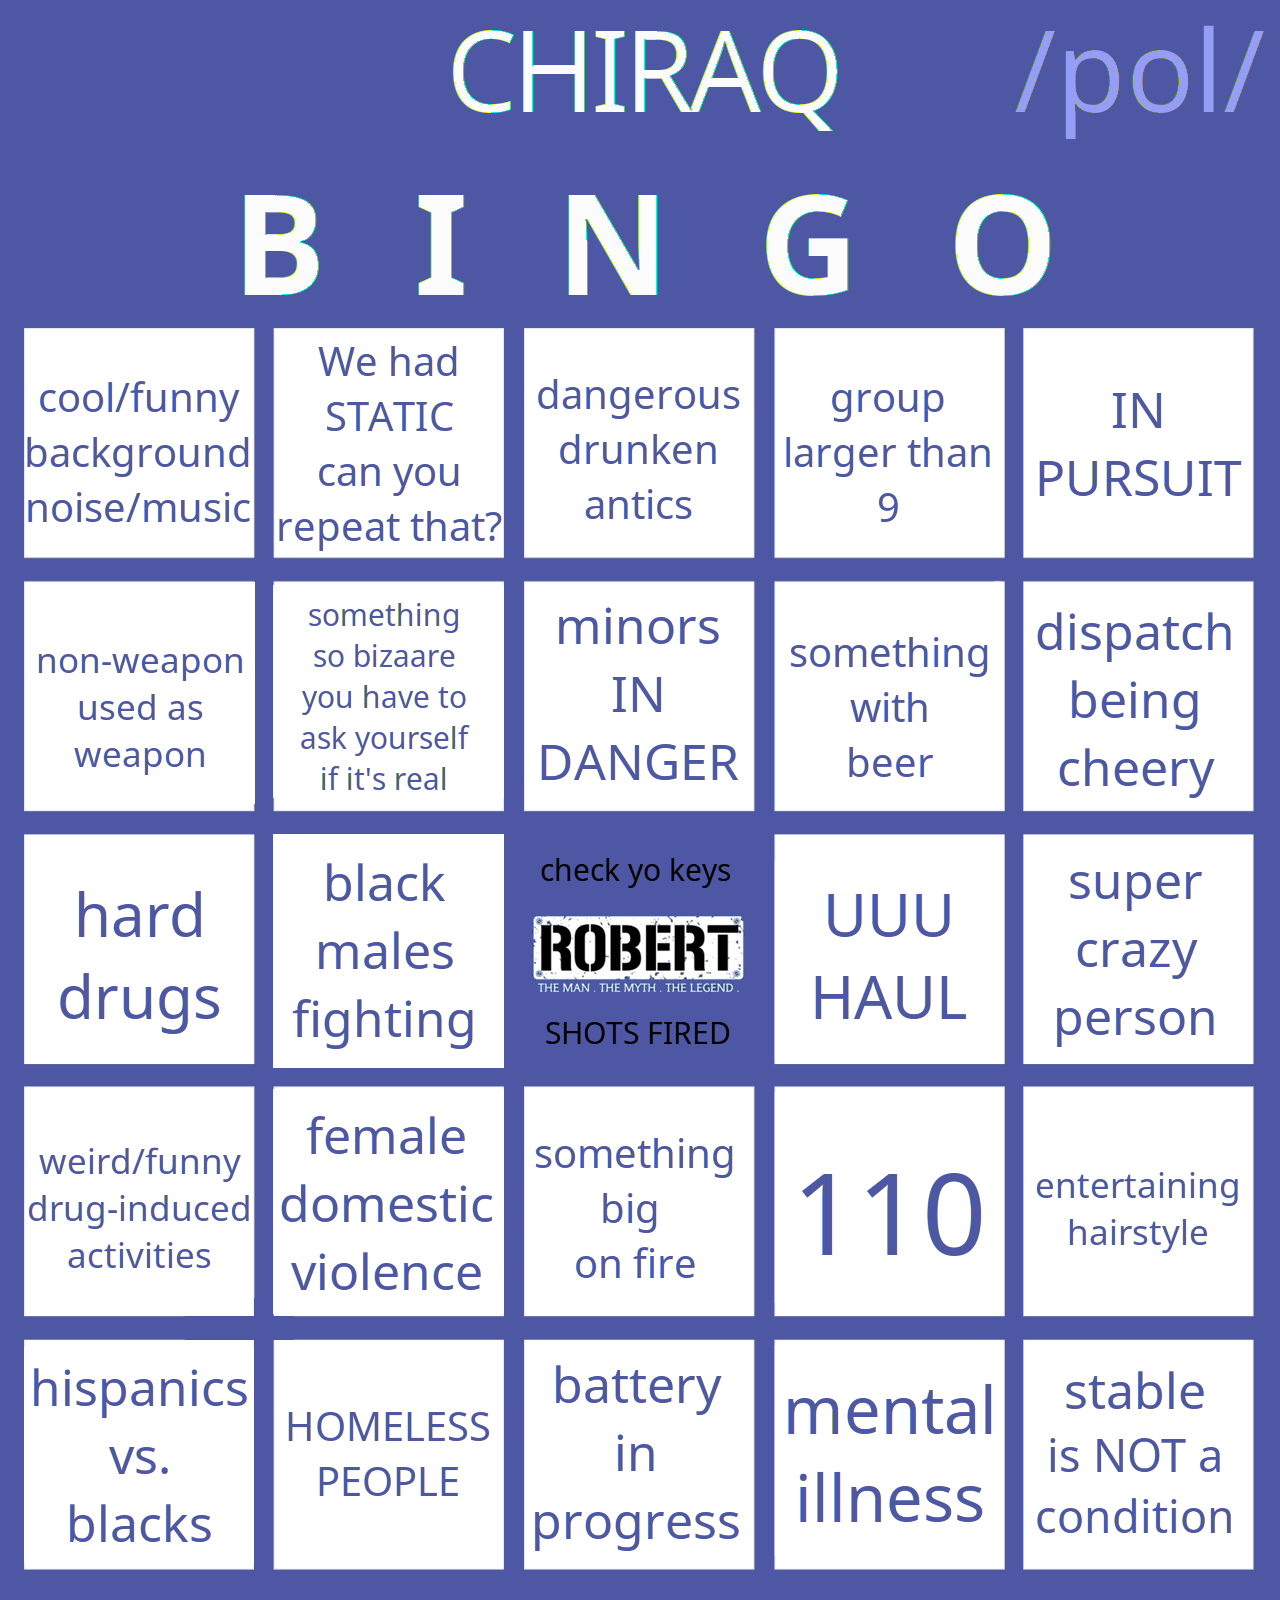 CHIRAQ /pol/
B I N G O
cool/funny
background
noise/music
We had
STATIC
can you
repeat that?
dangerous
drunken
antics
group
larger than
9
IN
PURSUIT
non-weapon
used as
weapon
something
so bizaare
you have to
ask yourself
if it's real
minors
IN
DANGER
something
with
beer
dispatch
being
cheery
hard
drugs
black
males
fighting
check yo keys
ROBERT
THE MAN . THE MYTH . THE LEGEND .
SHOTS FIRED
UUU
HAUL
super
crazy
person
weird/funny
drug-induced
activities
female
domestic
violence
something
big
on fire
110
entertaining
hairstyle
hispanics
vs.
blacks
HOMELESS
PEOPLE
battery
in
progress
mental
illness
stable
is NOT a
condition